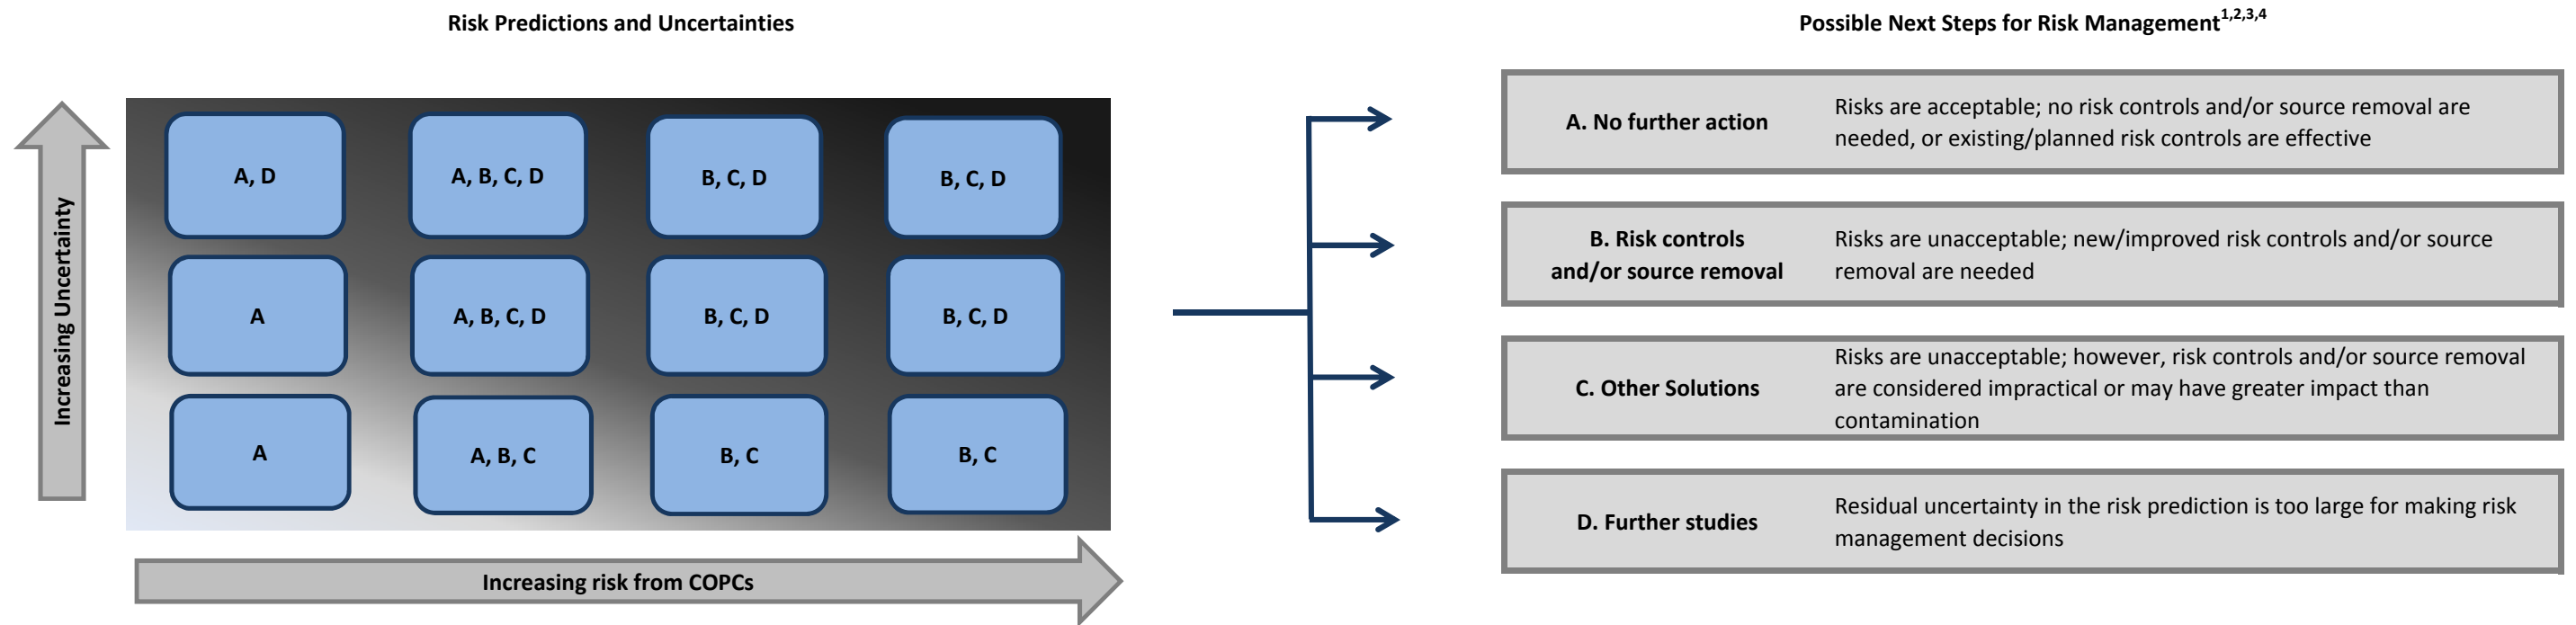 Risk Predictions and Uncertainties
Possible Next Steps for Risk Management1,2,3,4
Increasing Uncertainty
A, D
A, B, C, D
B, C, D
B, C, D
A
A, B, C, D
B, C, D
B, C, D
A
A, B, C
B, C
B, C
Increasing risk from COPCs
A. No further action
Risks are acceptable; no risk controls and/or source removal are
needed, or existing/planned risk controls are effective
B. Risk controls
and/or source removal
Risks are unacceptable; new/improved risk controls and/or source
removal are needed
C. Other Solutions
Risks are unacceptable; however, risk controls and/or source removal
are considered impractical or may have greater impact than
contamination
D. Further studies
Residual uncertainty in the risk prediction is too large for making risk
management decisions